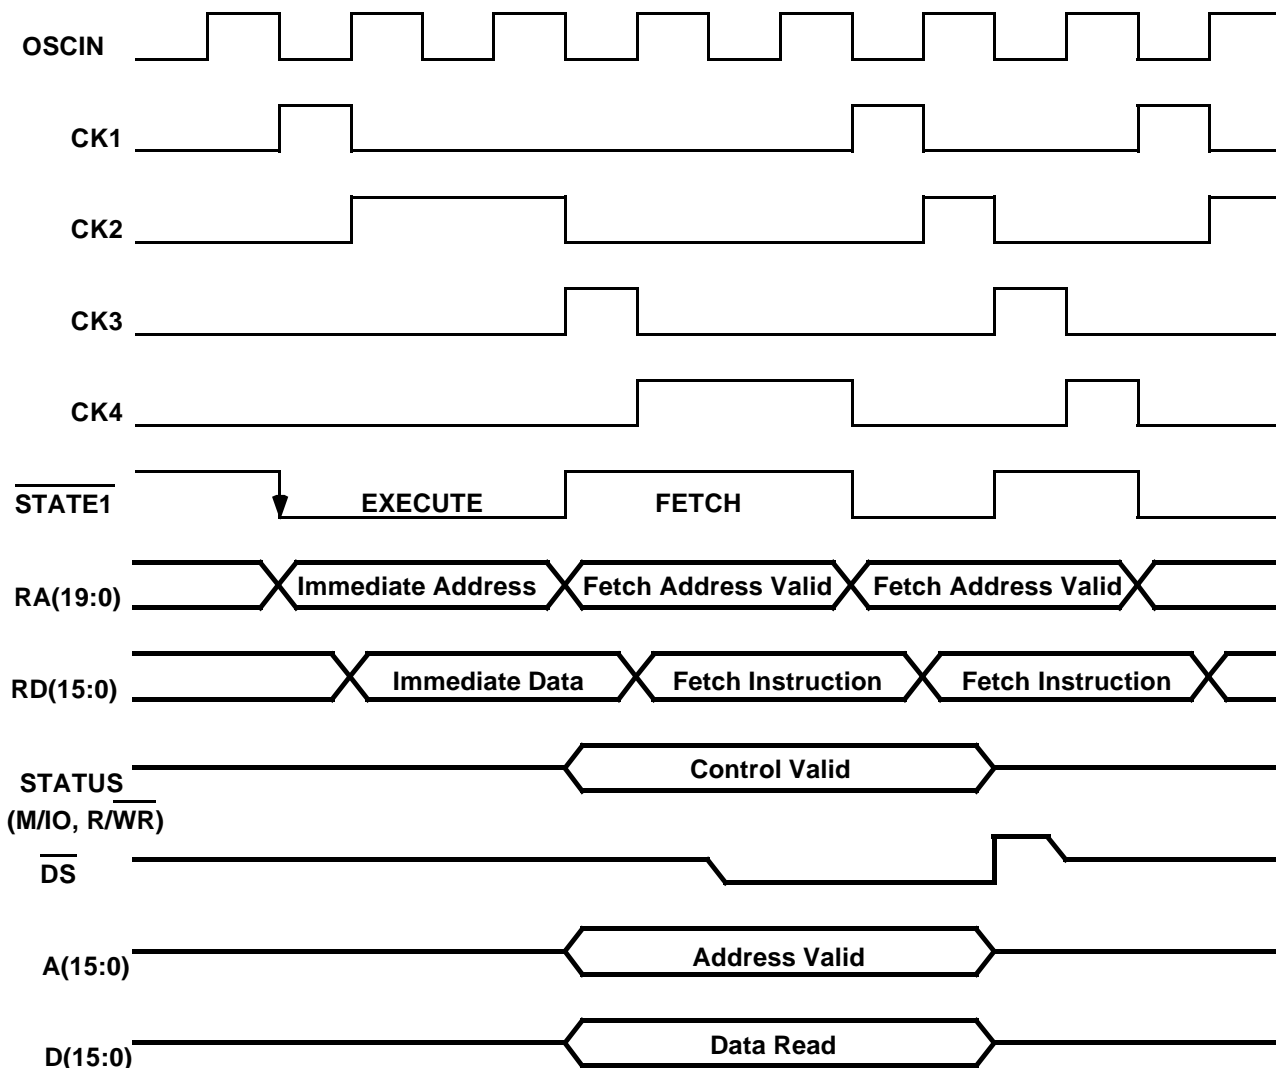 OSCIN
CK1
CK2
CK3
CK4
STATE1 EXECUTE FETCH
RA(19:0) Immediate Address Fetch Address Valid Fetch Address Valid
RD(15:0) Immediate Data Fetch Instruction Fetch Instruction
STATUS Control Valid
(M/IO, R/WR)
DS
A(15:0) Address Valid
D(15:0) Data Read